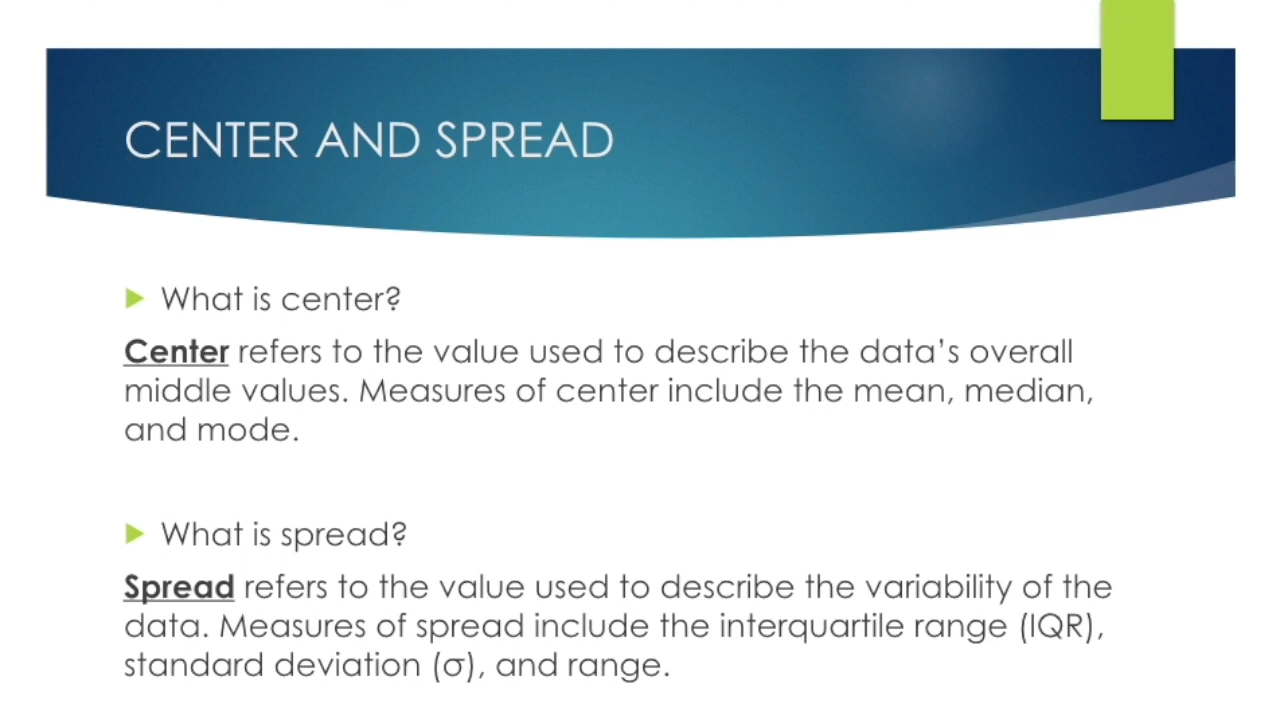 CENTER AND SPREAD
What is center?
Center refers to the value used to describe the data’s overall
middle values. Measures of center include the mean, median,
and mode.
What is spread?
Spread refers to the value used to describe the variability of the
data. Measures of spread include the interquartile range (IQR),
standard deviation (σ), and range.